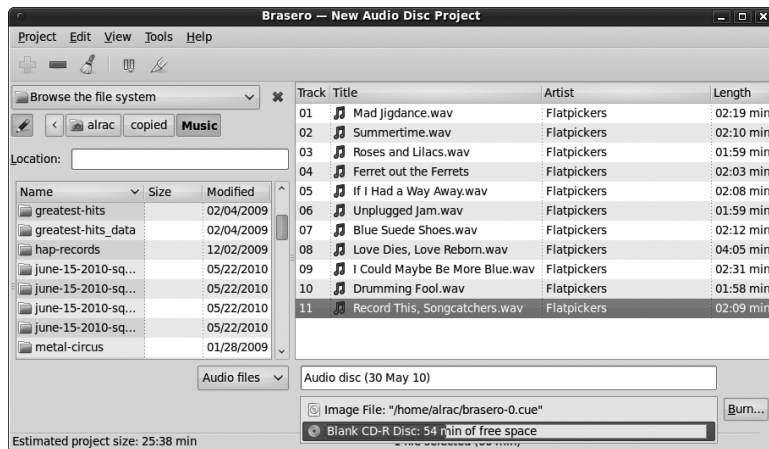 Brasero — New Audio Disc Project
Project Edit View Tools Help
Browse the file system
alrac copied Music
Location:
Name Size Modified
greatest-hits 02/04/2009
greatest-hits_data 02/04/2009
hap-records 12/02/2009
june-15-2010-sq... 05/22/2010
june-15-2010-sq... 05/22/2010
june-15-2010-sq... 05/22/2010
june-15-2010-sq... 05/22/2010
metal-circus 01/28/2009
Audio files
Track Title Artist Length
01 Mad Jigdance.wav Flatpickers 02:19 min
02 Summertime.wav Flatpickers 02:10 min
03 Roses and Lilacs.wav Flatpickers 01:59 min
04 Ferret out the Ferrets Flatpickers 02:03 min
05 If I Had a Way Away.wav Flatpickers 02:08 min
06 Unplugged Jam.wav Flatpickers 01:59 min
07 Blue Suede Shoes.wav Flatpickers 02:12 min
08 Love Dies, Love Reborn.wav Flatpickers 04:05 min
09 I Could Maybe Be More Blue.wav Flatpickers 02:31 min
10 Drumming Fool.wav Flatpickers 01:58 min
11 Record This, Songcatchers.wav Flatpickers 02:09 min
Audio disc (30 May 10)
Image File: "/home/alrac/brasero-0.cue"
Burn...
Blank CD-R Disc: 54 min of free space
Estimated project size: 25:38 min